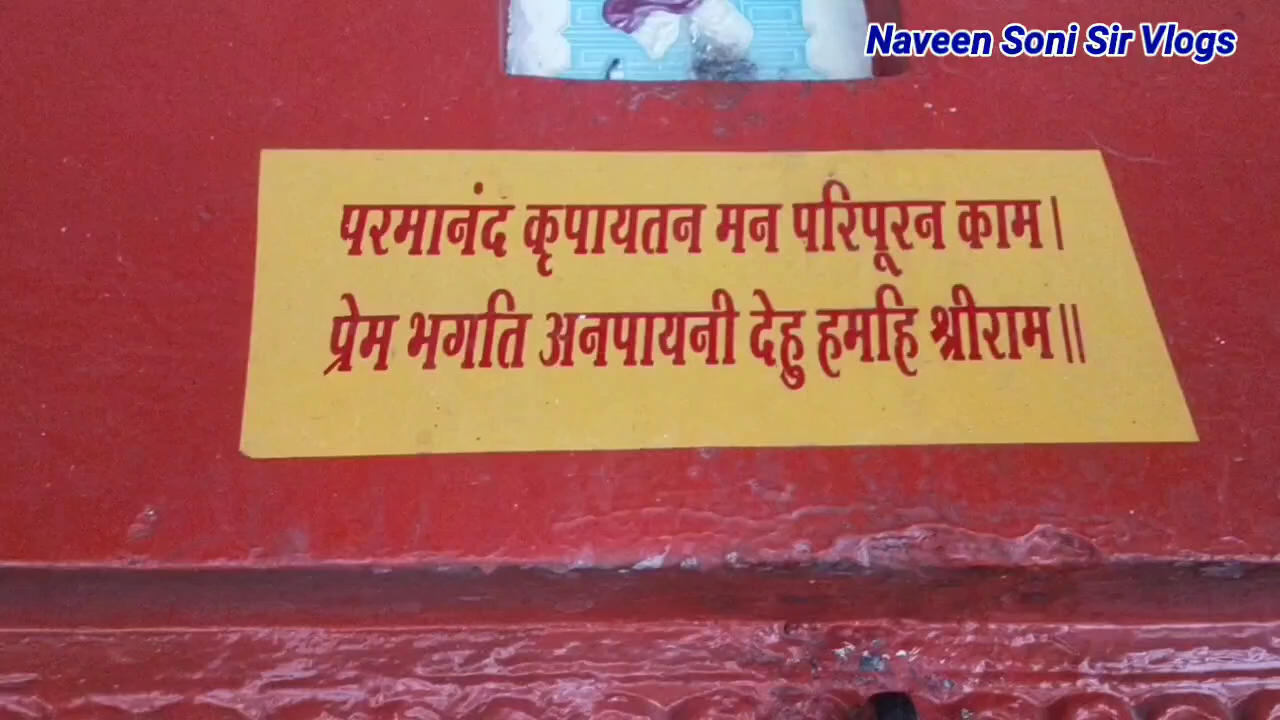 Naveen Soni Sir Vlogs
परमानंद कृपायतन मन परिपूरन काम।
प्रेम भगति अनपायनी देहु हमहि श्रीराम॥